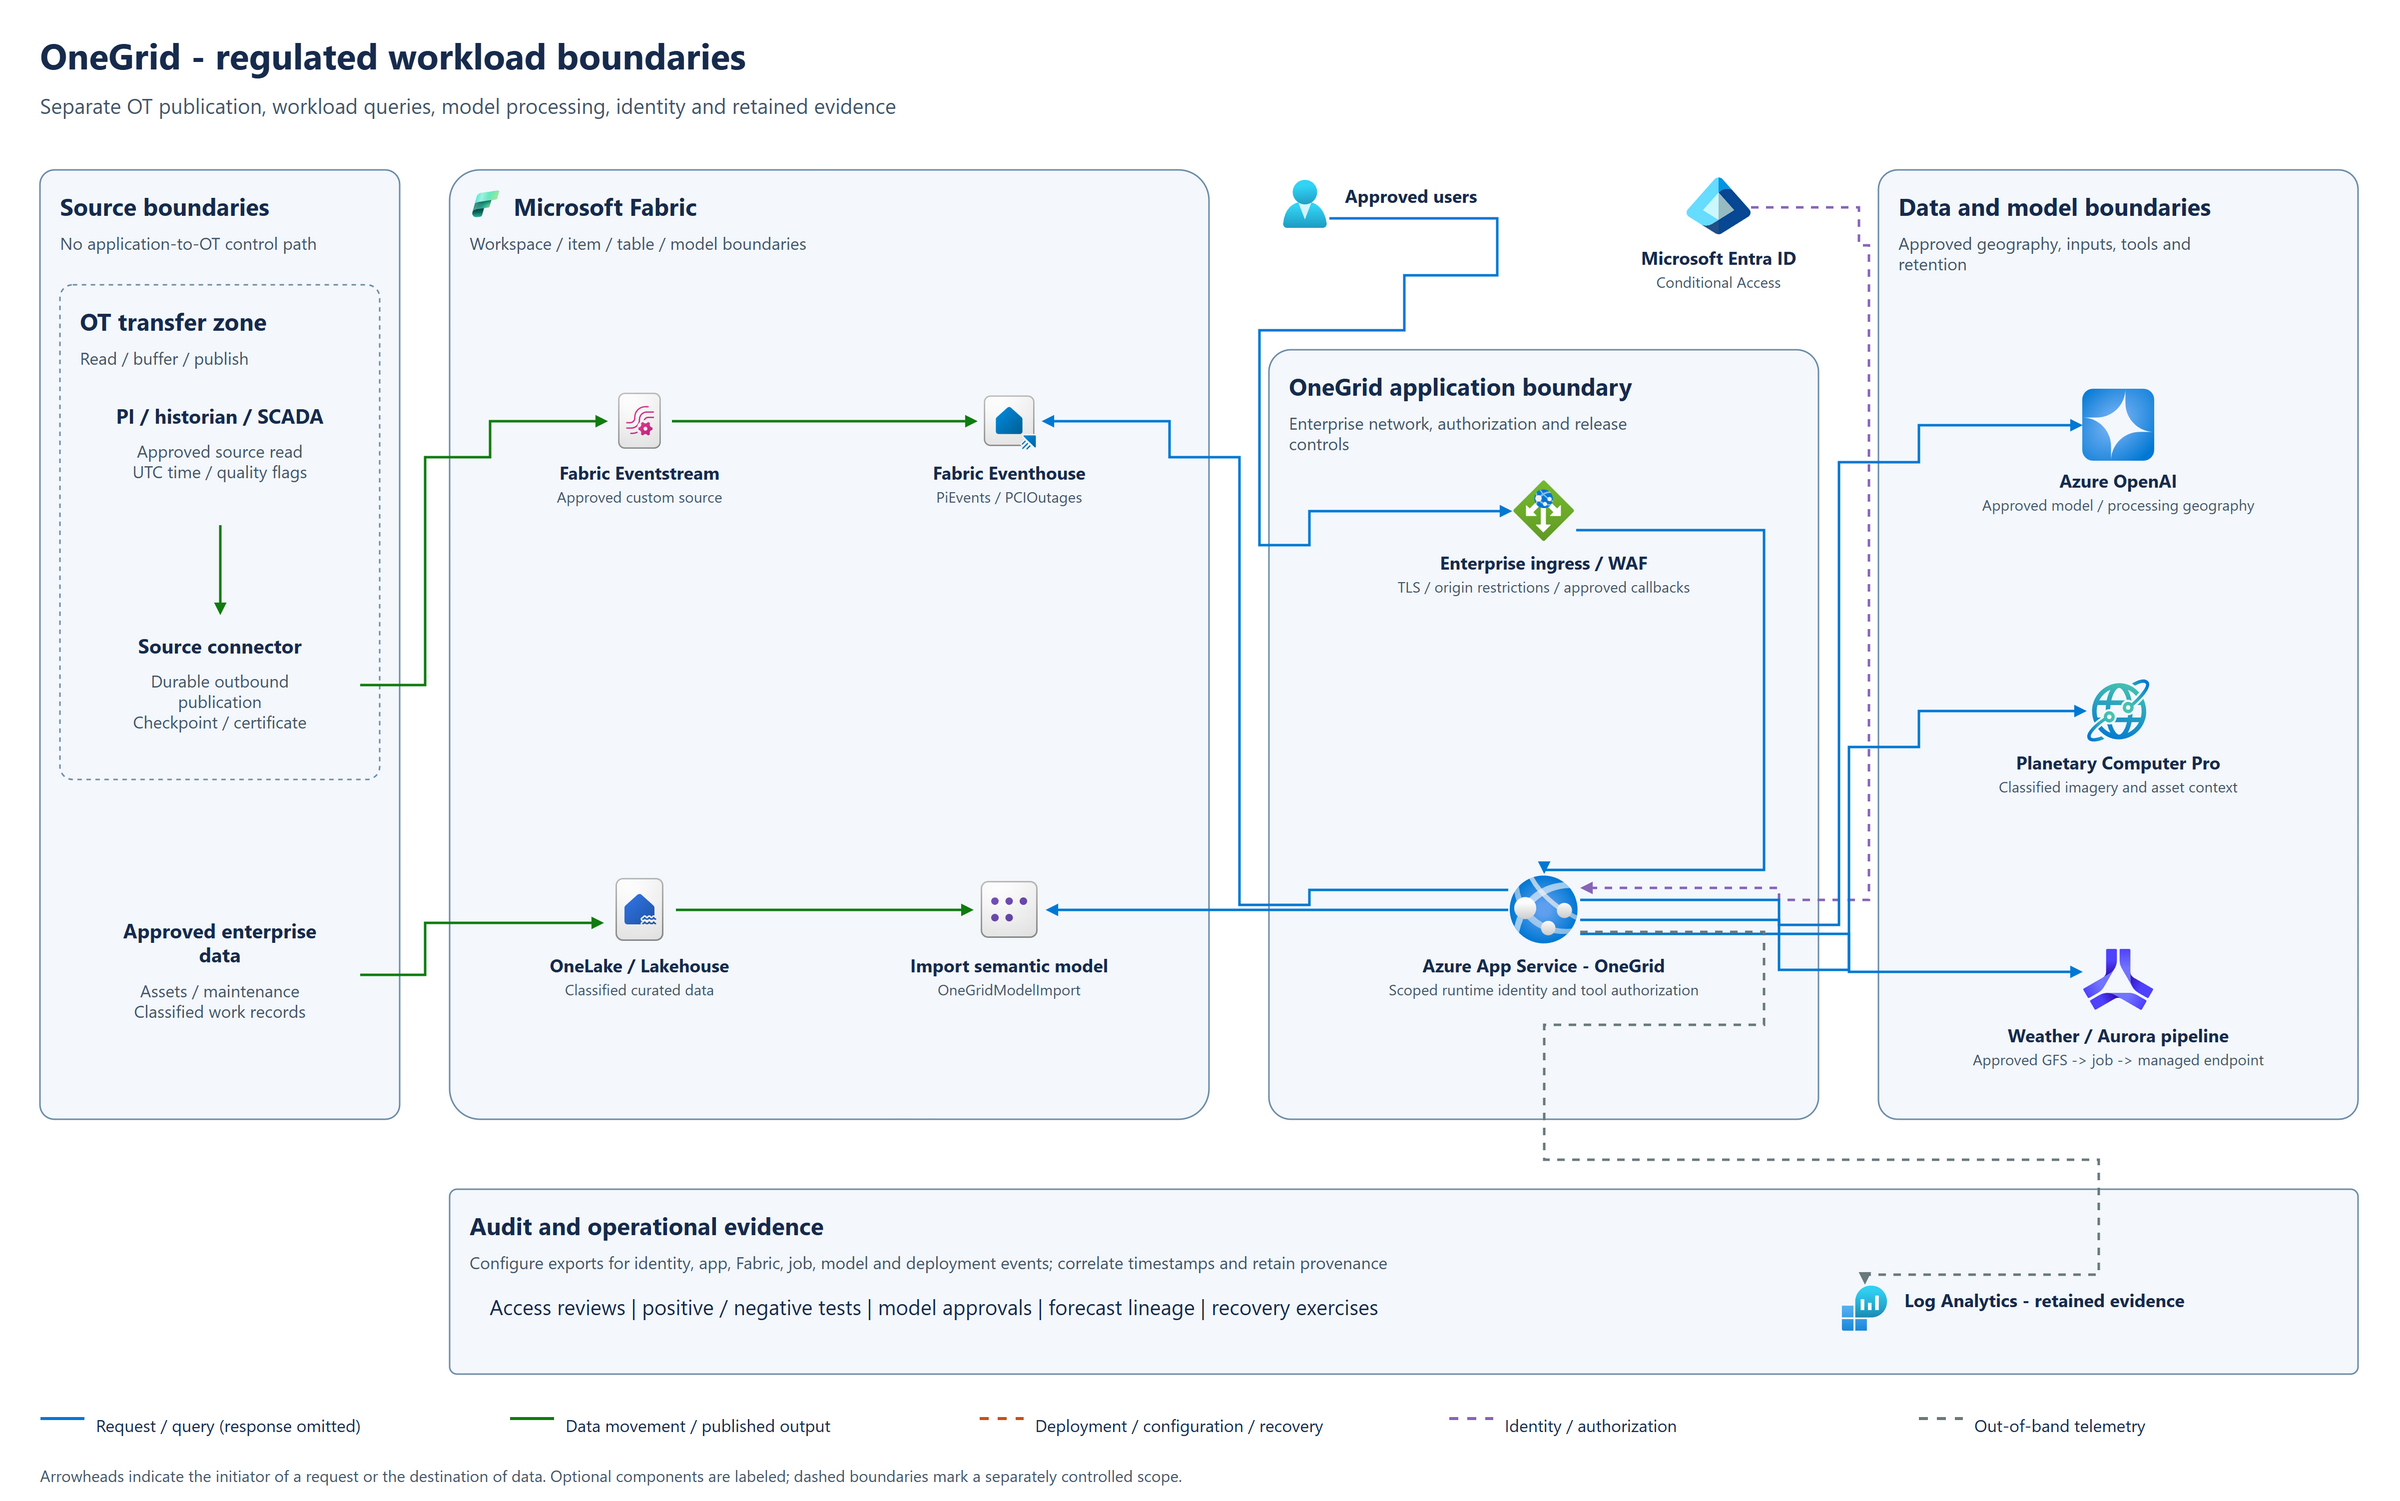 OneGrid - regulated workload boundaries
Separate OT publication, workload queries, model processing, identity and retained evidence
Source boundaries
No application-to-OT control path
OT transfer zone
Read / buffer / publish
PI / historian / SCADA
Approved source read
UTC time / quality flags
Source connector
Durable outbound
publication
Checkpoint / certificate
Approved enterprise
data
Assets / maintenance
Classified work records
Microsoft Fabric
Workspace / item / table / model boundaries
Fabric Eventstream
Approved custom source
Fabric Eventhouse
PiEvents / PCIOutages
OneLake / Lakehouse
Classified curated data
Import semantic model
OneGridModelImport
Approved users
Microsoft Entra ID
Conditional Access
OneGrid application boundary
Enterprise network, authorization and release
controls
Enterprise ingress / WAF
TLS / origin restrictions / approved callbacks
Azure App Service - OneGrid
Scoped runtime identity and tool authorization
Data and model boundaries
Approved geography, inputs, tools and
retention
Azure OpenAI
Approved model / processing geography
Planetary Computer Pro
Classified imagery and asset context
Weather / Aurora pipeline
Approved GFS -> job -> managed endpoint
Audit and operational evidence
Configure exports for identity, app, Fabric, job, model and deployment events; correlate timestamps and retain provenance
Access reviews | positive / negative tests | model approvals | forecast lineage | recovery exercises
Log Analytics - retained evidence
Request / query (response omitted)
Data movement / published output
Deployment / configuration / recovery
Identity / authorization
Out-of-band telemetry
Arrowheads indicate the initiator of a request or the destination of data. Optional components are labeled; dashed boundaries mark a separately controlled scope.